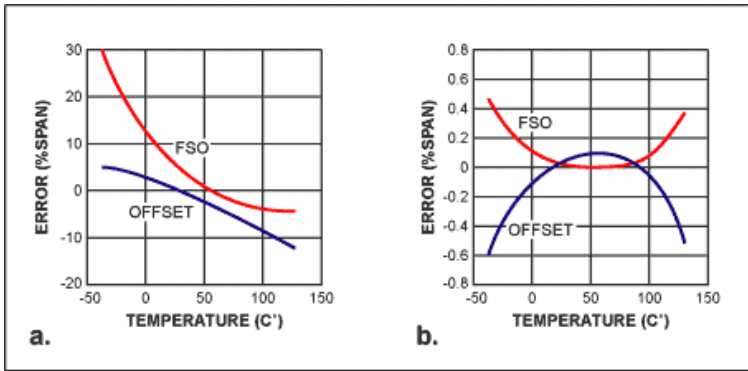 30
20
10
0
-10
-20
-50
0
50
100
150
ERROR (%SPAN)
FSO
OFFSET
TEMPERATURE (C°)
a.
0.8
0.6
0.4
0.2
0
-0.2
-0.4
-0.6
-0.8
-50
0
50
100
150
ERROR (%SPAN)
FSO
OFFSET
TEMPERATURE (C°)
b.